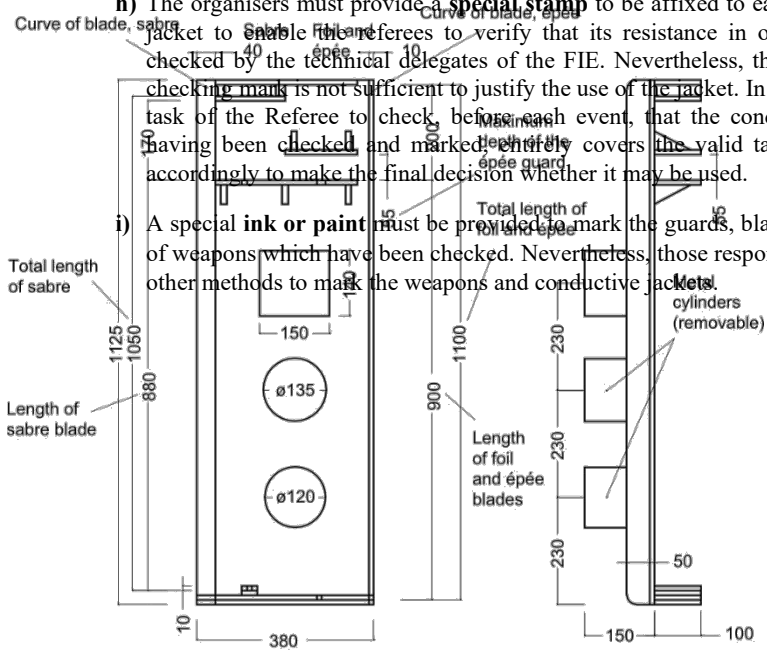 h) The organisers must provide a special stamp to be affixed to ea
jacket to enable the referees to verify that its resistance in o
checked by the technical delegates of the FIE. Nevertheless, th
checking mark is not sufficient to justify the use of the jacket. In
task of the Referee to check, before each event, that the cond
having been checked and marked, entirely covers the valid ta
accordingly to make the final decision whether it may be used.
i) A special ink or paint must be provided to mark the guards, bla
of weapons which have been checked. Nevertheless, those respon
other methods to mark the weapons and conductive jackets.
Curve of blade, sabre
Sabre
40
Foil and
épée
10
Curve of blade, épée
170
Maximum
depth of the
épée guard
Total length of
foil and épée
Total length
of sabre
Metal
cylinders
(removable)
150
1125
1050
880
1100
900
230
ø135
Length of
sabre blade
Length
of foil
and épée
blades
230
ø120
230
50
10
380
150
100